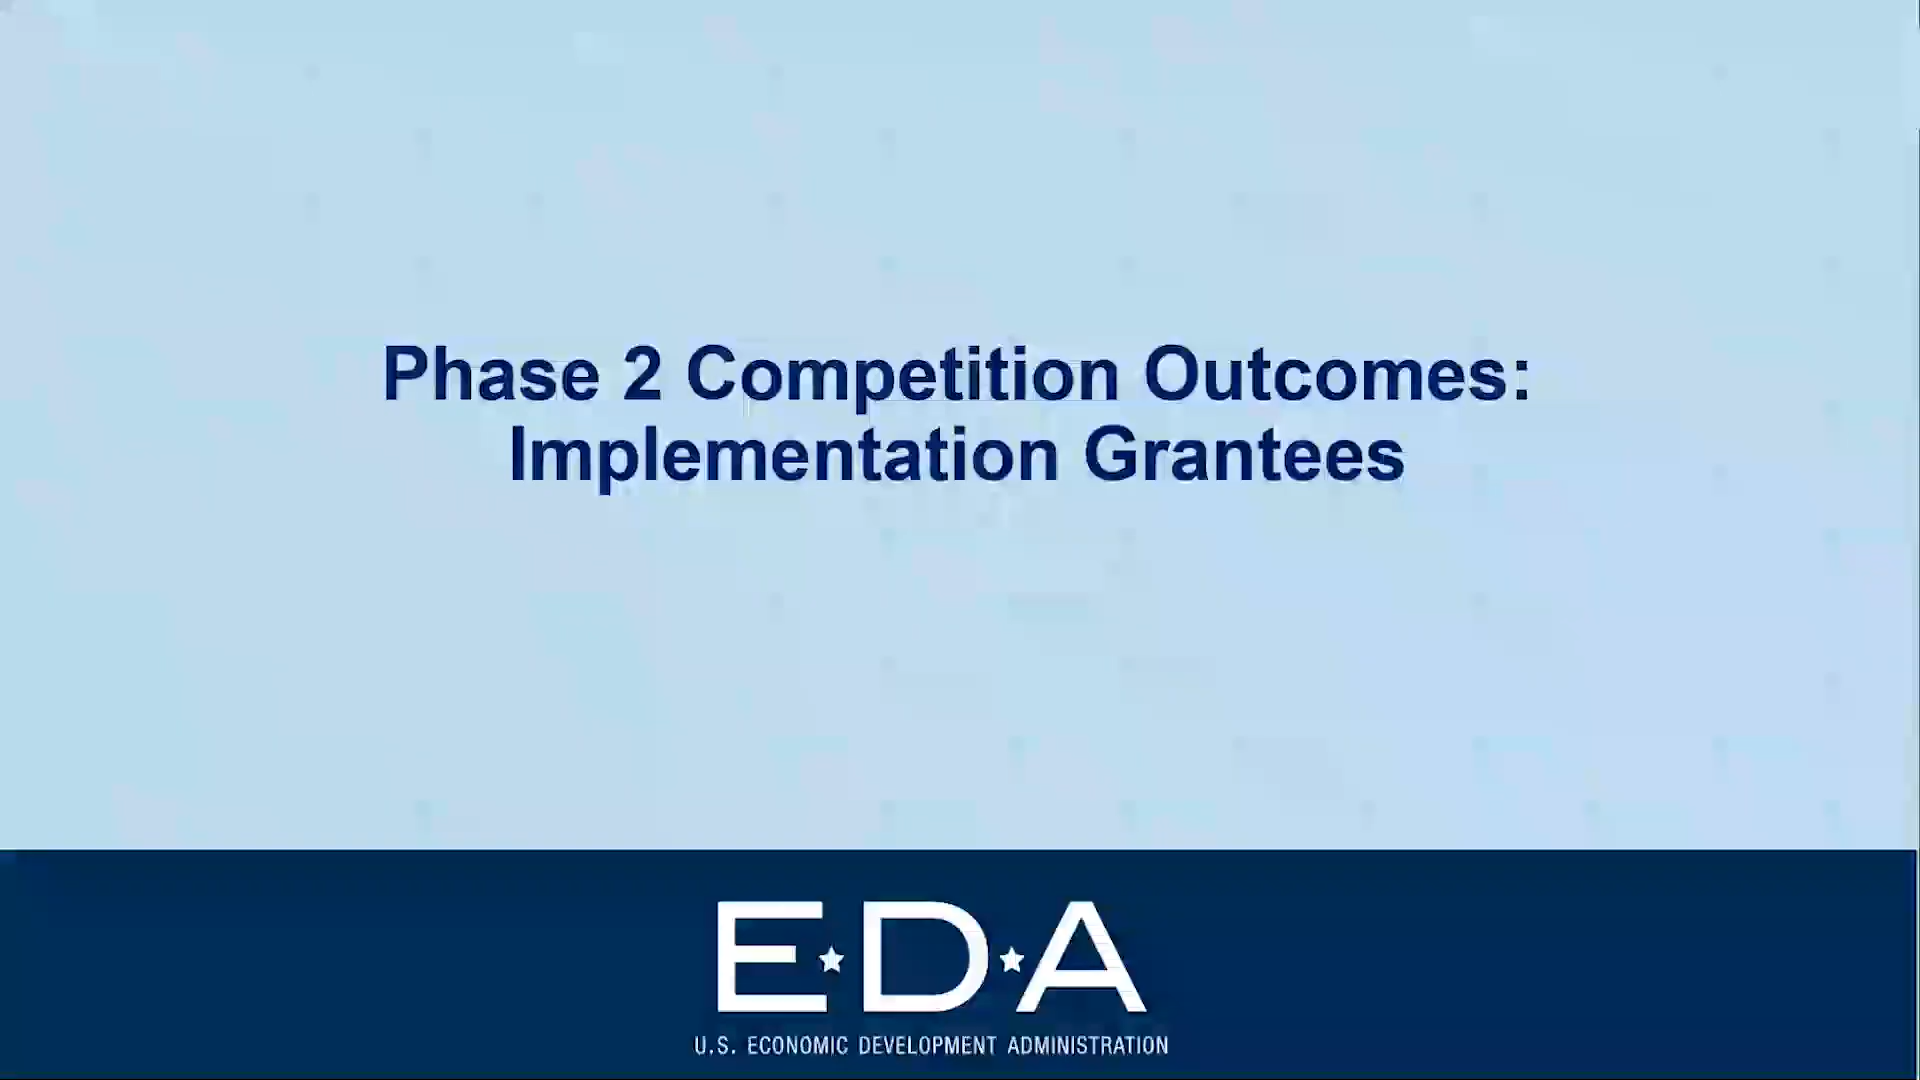 Phase 2 Competition Outcomes:
Implementation Grantees
E★D★A
U.S. ECONOMIC DEVELOPMENT ADMINISTRATION